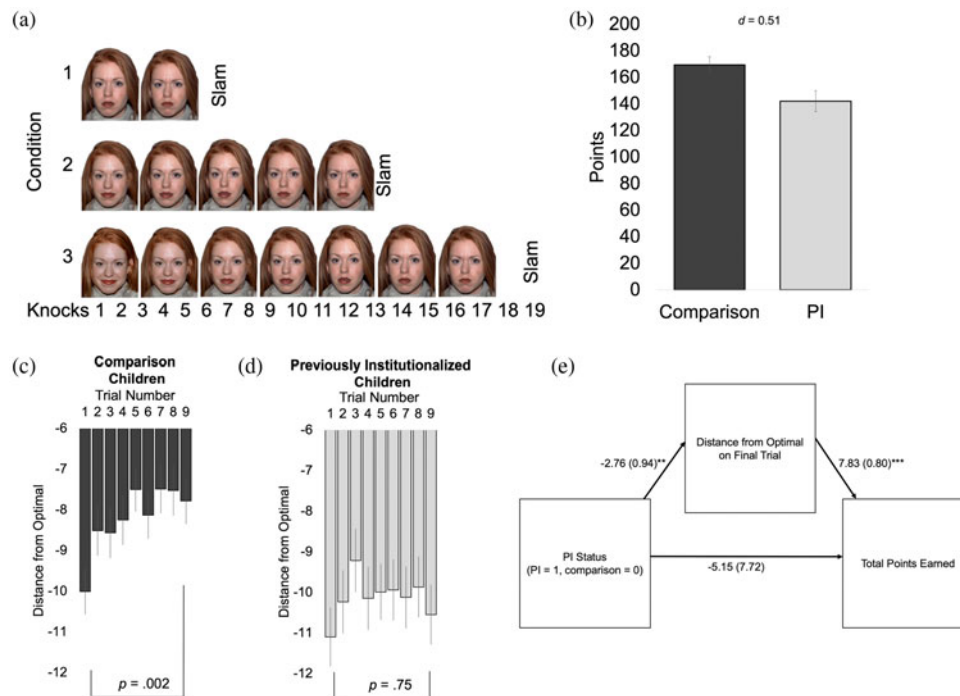 (a)
Condition
1
Slam
2
Slam
3
Slam
Knocks 1 2 3 4 5 6 7 8 9 10 11 12 13 14 15 16 17 18 19
(b)
d = 0.51
Points
200
180
160
140
120
100
80
60
40
20
0
Comparison PI
(c)
Comparison
Children
Trial Number
1 2 3 4 5 6 7 8 9
Distance from Optimal
-6
-7
-8
-9
-10
-11
-12
p = .002
(d)
Previously Institutionalized
Children
Trial Number
1 2 3 4 5 6 7 8 9
Distance from Optimal
-6
-7
-8
-9
-10
-11
-12
p = .75
(e)
Distance from Optimal
on Final Trial
-2.76 (0.94)**
7.83 (0.80)***
PI Status
(PI = 1, comparison = 0)
-5.15 (7.72)
Total Points Earned